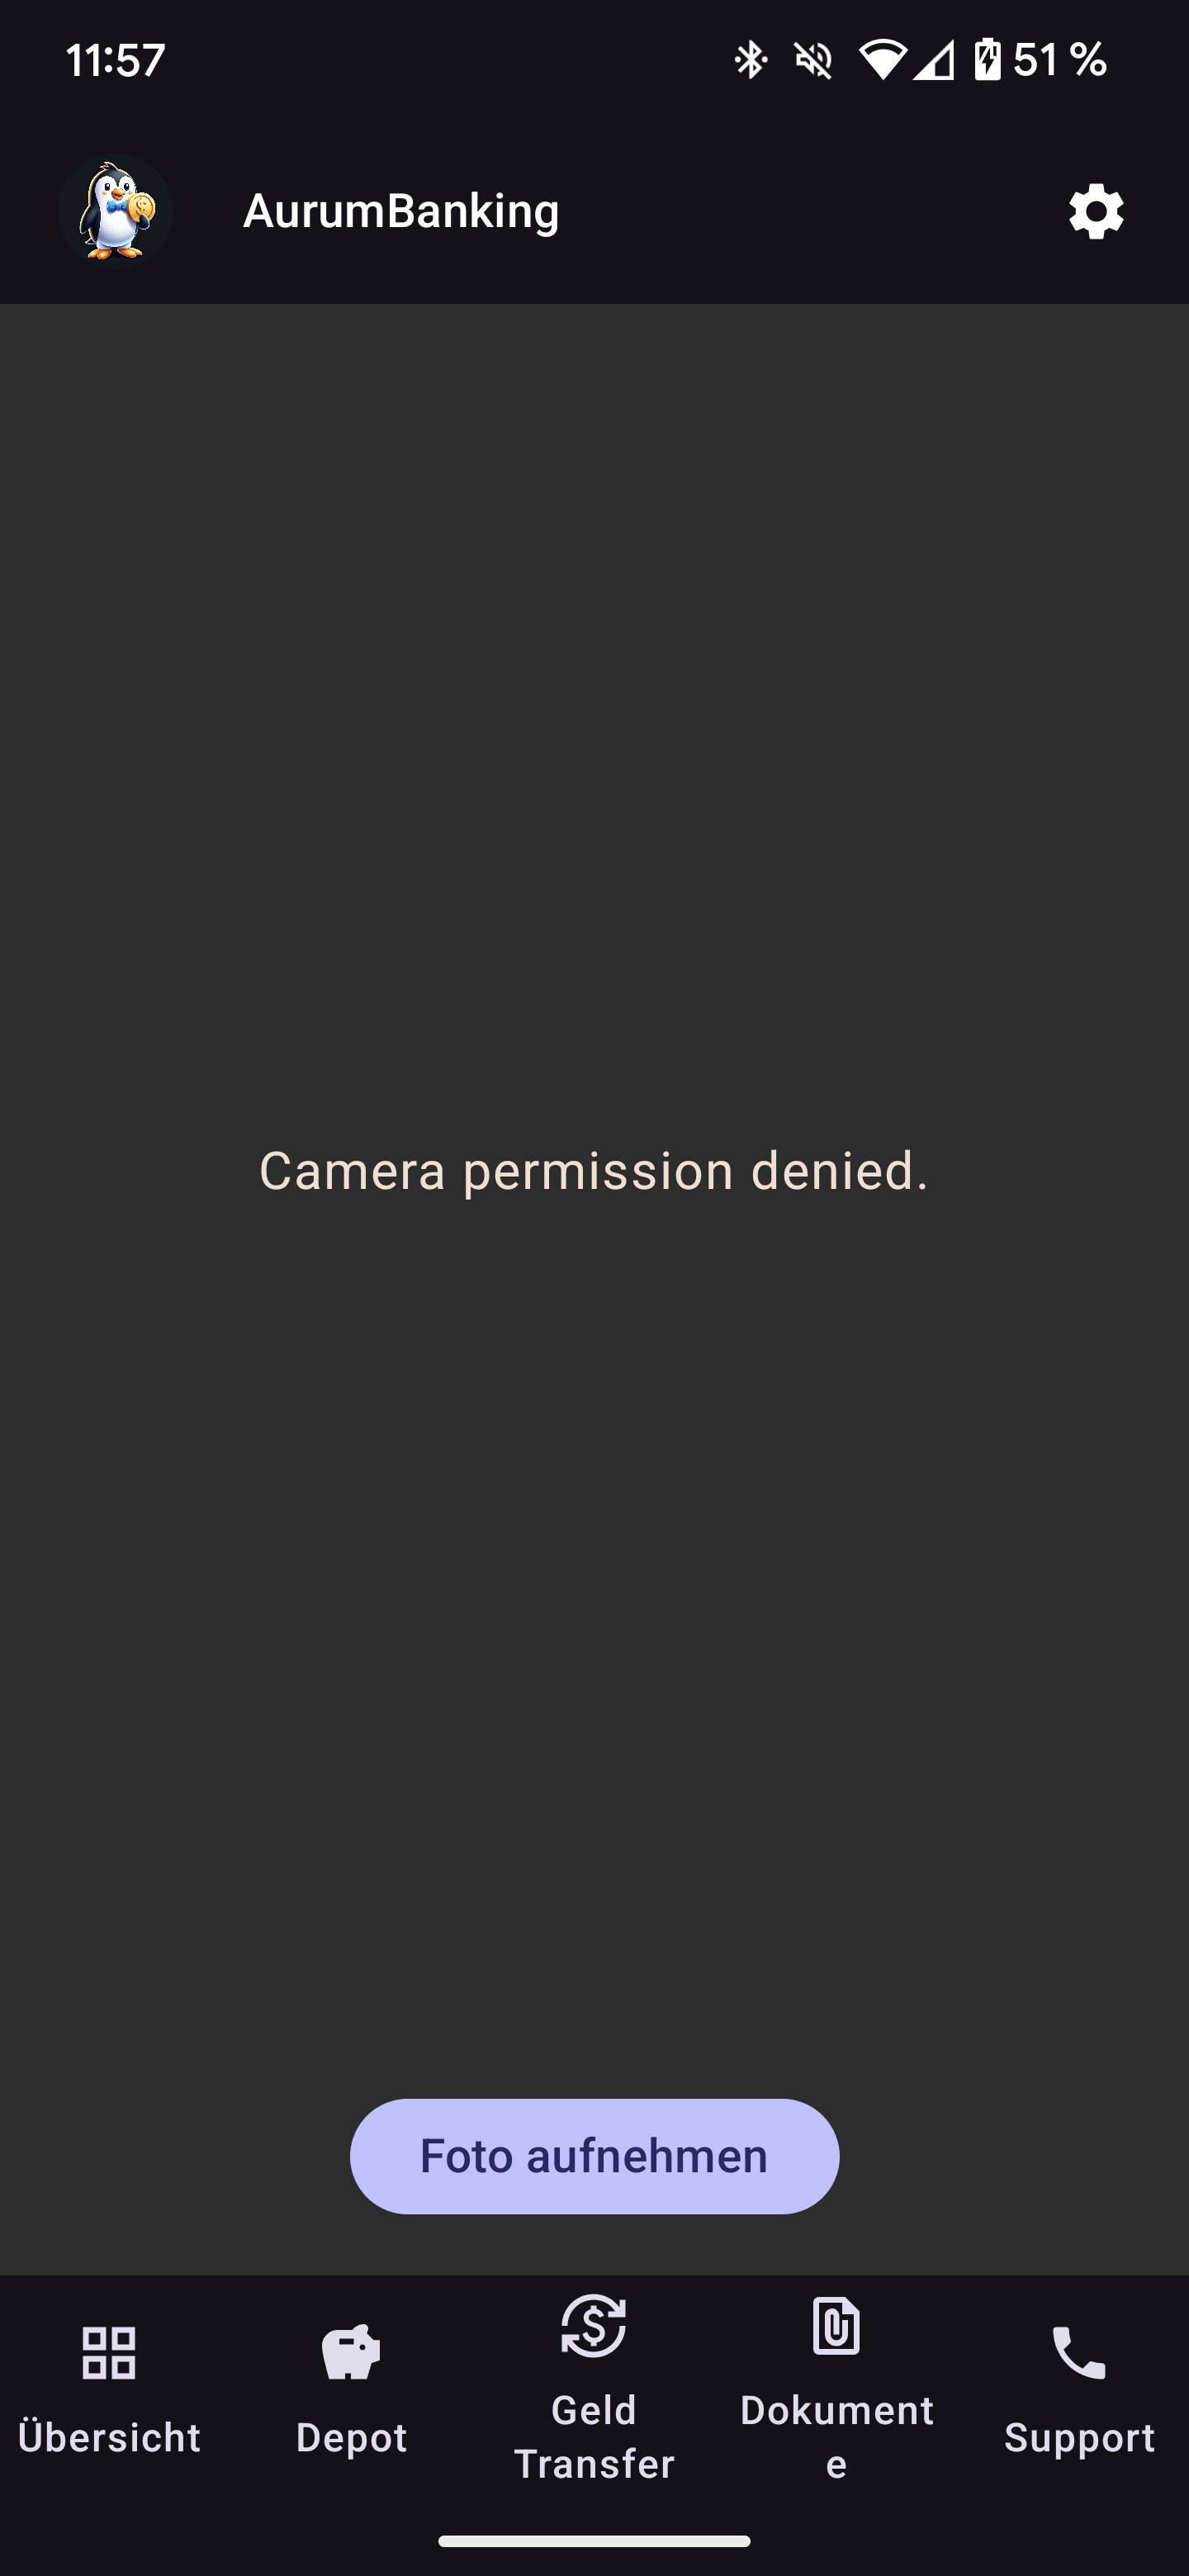 11:57
51 %
AurumBanking
Camera permission denied.
Foto aufnehmen
Übersicht
Depot
Geld
Transfer
Dokument
e
Support